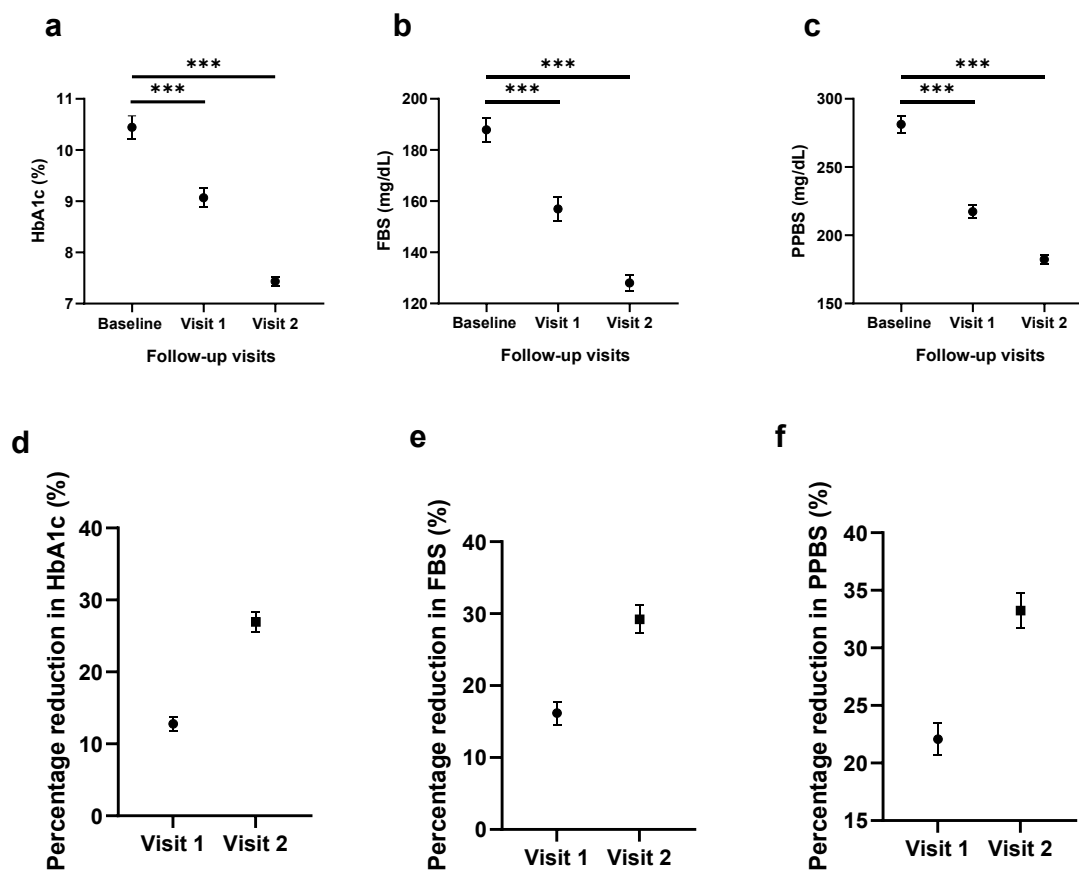 a
***
***
HbA1c (%)
11
10
9
8
7
Baseline Visit 1 Visit 2
Follow-up visits
b
***
***
FBS (mg/dL)
200
180
160
140
120
Baseline Visit 1 Visit 2
Follow-up visits
c
***
***
PPBS (mg/dL)
300
250
200
150
Baseline Visit 1 Visit 2
Follow-up visits
d
Percentage reduction in HbA1c (%)
40
30
20
10
0
Visit 1 Visit 2
e
Percentage reduction in FBS (%)
40
30
20
10
0
Visit 1 Visit 2
f
Percentage reduction in PPBS (%)
40
35
30
25
20
15
Visit 1 Visit 2